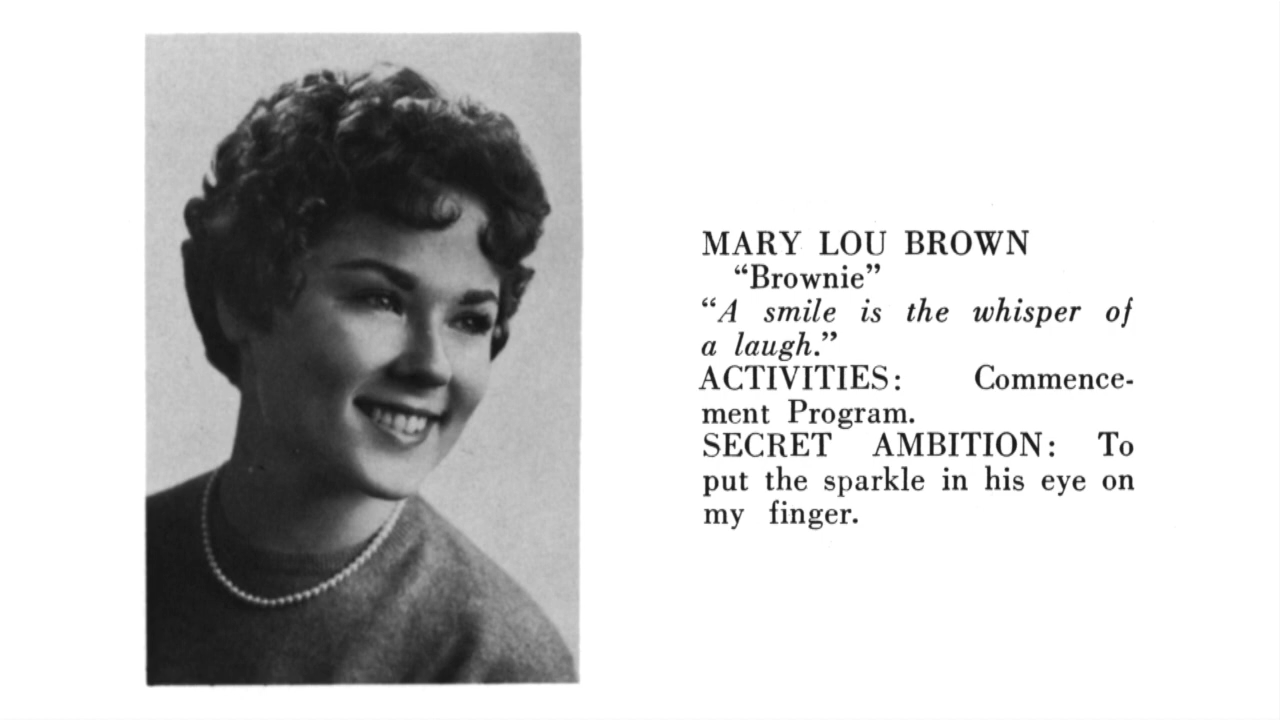 MARY LOU BROWN
“Brownie”
“A smile is the whisper of
a laugh.”
ACTIVITIES: Commence-
ment Program.
SECRET AMBITION: To
put the sparkle in his eye on
my finger.